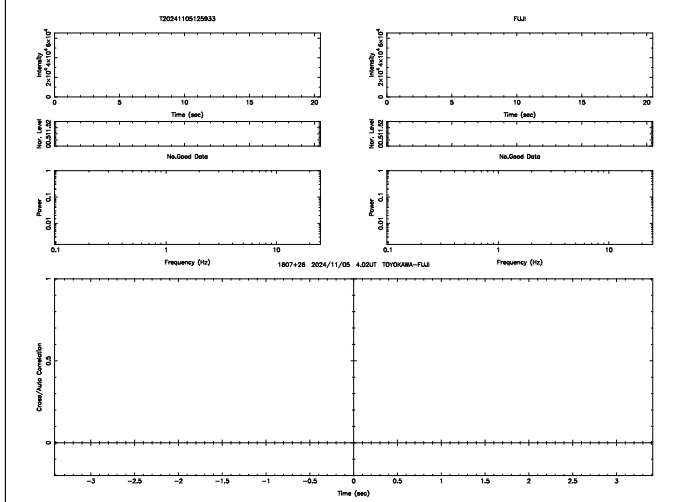 T20241105125933
FUJI
Intensity
0 2×10⁴ 4×10⁴ 6×10⁴
0 5 10 15 20
Time (sec)
Intensity
0 2×10⁴ 4×10⁴ 6×10⁴
0 5 10 15 20
Time (sec)
Nor. Level
00.511.52
Nor. Level
00.511.52
No.Good Data
No.Good Data
Power
0.01 0.1 1
0.1 1 10
Frequency (Hz)
Power
0.01 0.1 1
0.1 1 10
Frequency (Hz)
1607+26 2024/11/05 4.02UT TOYOKAWA-FUJI
Cross/Auto Correlation
0 0.5 1
-3 -2.5 -2 -1.5 -1 -0.5 0 0.5 1 1.5 2 2.5 3
Time (sec)